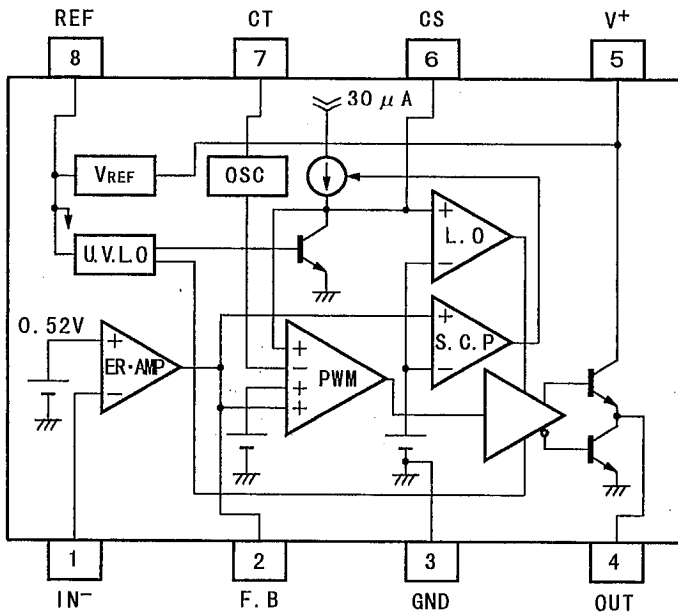 REF CT CS V+
8 7 6 5
30 μA
VREF OSC
+
L.O
−
U.V.L.O
0.52V
+
ER·AMP
−
+
S.C.P
−
+
−
+
+
PWM
1 2 3 4
IN− F.B GND OUT